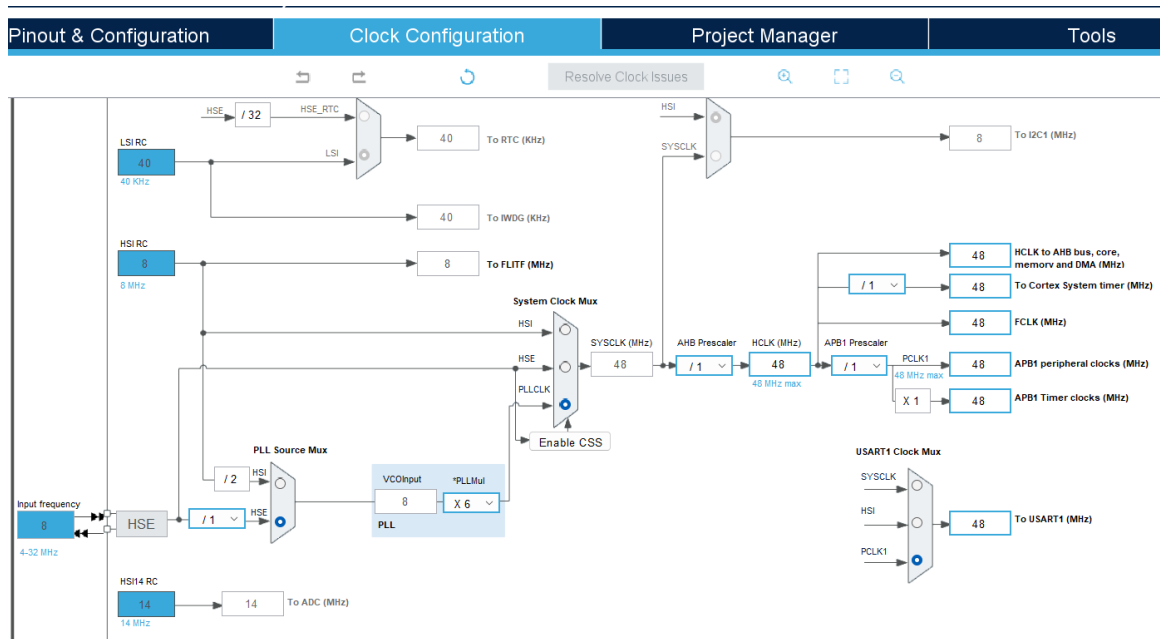 Pinout & Configuration
Clock Configuration
Project Manager
Tools
Resolve Clock Issues
HSE
/ 32
HSE_RTC
40
To RTC (KHz)
HSI
SYSCLK
8
To I2C1 (MHz)
LSI RC
40
40 KHz
LSI
40
To IWDG (KHz)
HSI RC
8
8 MHz
8
To FLITF (MHz)
48
HCLK to AHB bus, core,
memory and DMA (MHz)
/ 1
48
To Cortex System timer (MHz)
48
FCLK (MHz)
System Clock Mux
HSI
HSE
PLLCLK
SYSCLK (MHz)
48
AHB Prescaler
/ 1
HCLK (MHz)
48
48 MHz max
APB1 Prescaler
/ 1
PCLK1
48 MHz max
48
APB1 peripheral clocks (MHz)
X 1
48
APB1 Timer clocks (MHz)
Enable CSS
PLL Source Mux
/ 2
HSI
HSE
/ 1
VCOInput
8
*PLLMul
X 6
PLL
Input frequency
8
4-32 MHz
HSE
USART1 Clock Mux
SYSCLK
HSI
PCLK1
48
To USART1 (MHz)
HSI14 RC
14
14 MHz
14
To ADC (MHz)